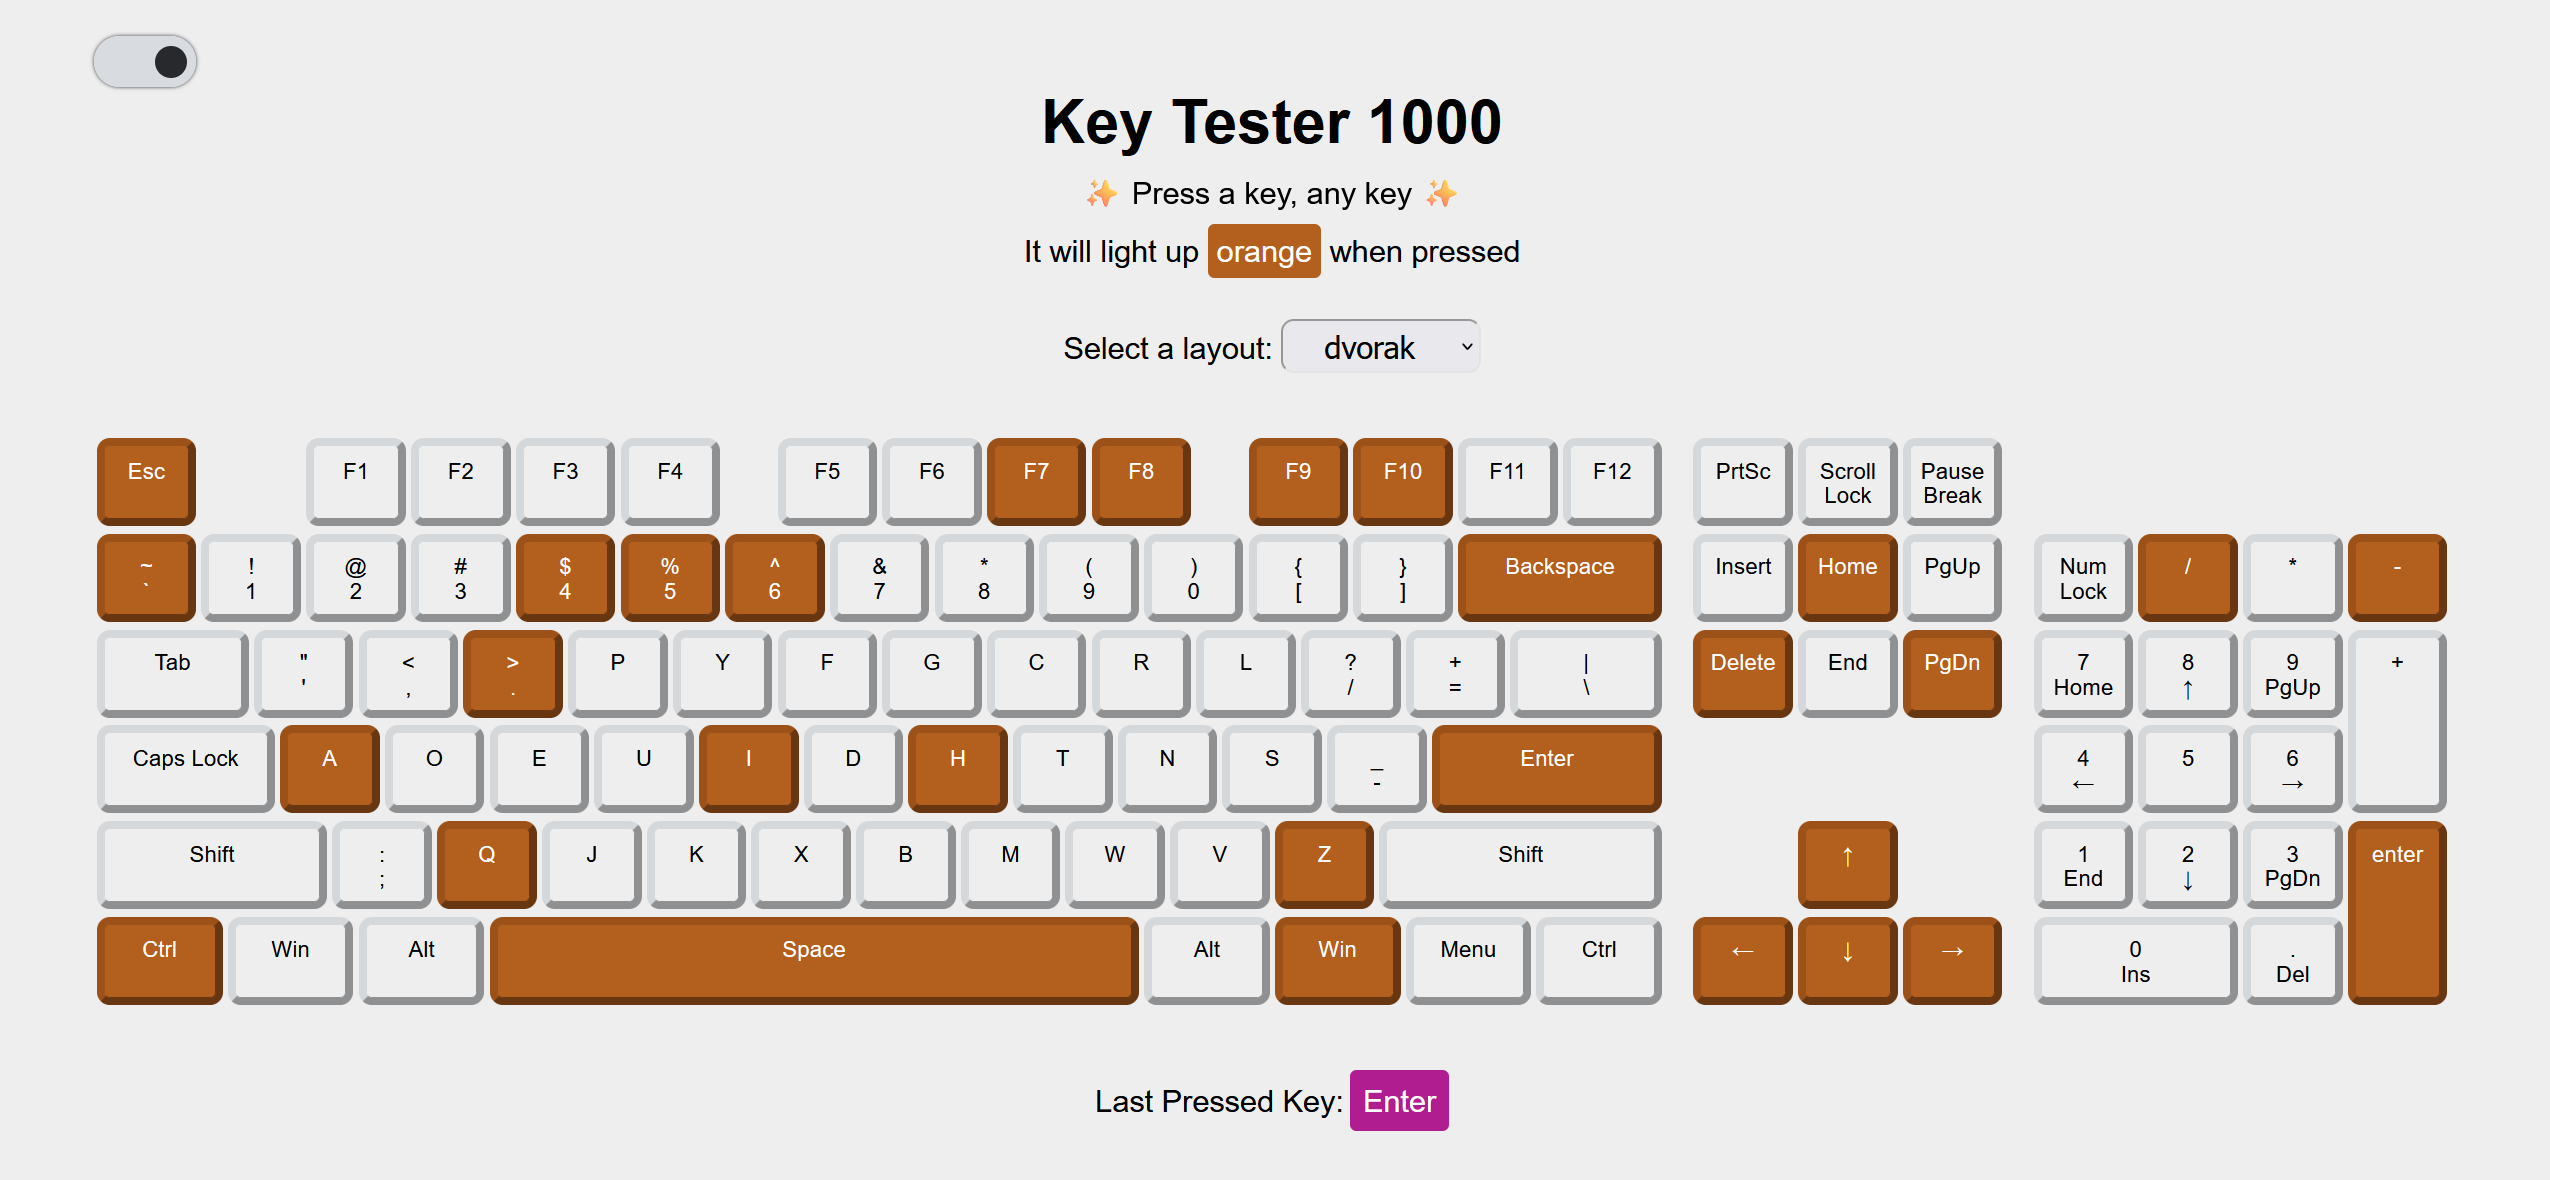 Key Tester 1000
✨ Press a key, any key ✨
It will light up orange when pressed
Select a layout: dvorak
Esc F1 F2 F3 F4 F5 F6 F7 F8 F9 F10 F11 F12 PrtSc Scroll Lock Pause Break
~ ` ! 1 @ 2 # 3 $ 4 % 5 ^ 6 & 7 * 8 ( 9 ) 0 { [ } ] Backspace Insert Home PgUp Num Lock / * -
Tab " ' < , > . P Y F G C R L ? / + = | \ Delete End PgDn 7 Home 8 ↑ 9 PgUp +
Caps Lock A O E U I D H T N S _ - Enter 4 ← 5 6 →
Shift : ; Q J K X B M W V Z Shift ↑ 1 End 2 ↓ 3 PgDn enter
Ctrl Win Alt Space Alt Win Menu Ctrl ← ↓ → 0 Ins . Del
Last Pressed Key: Enter